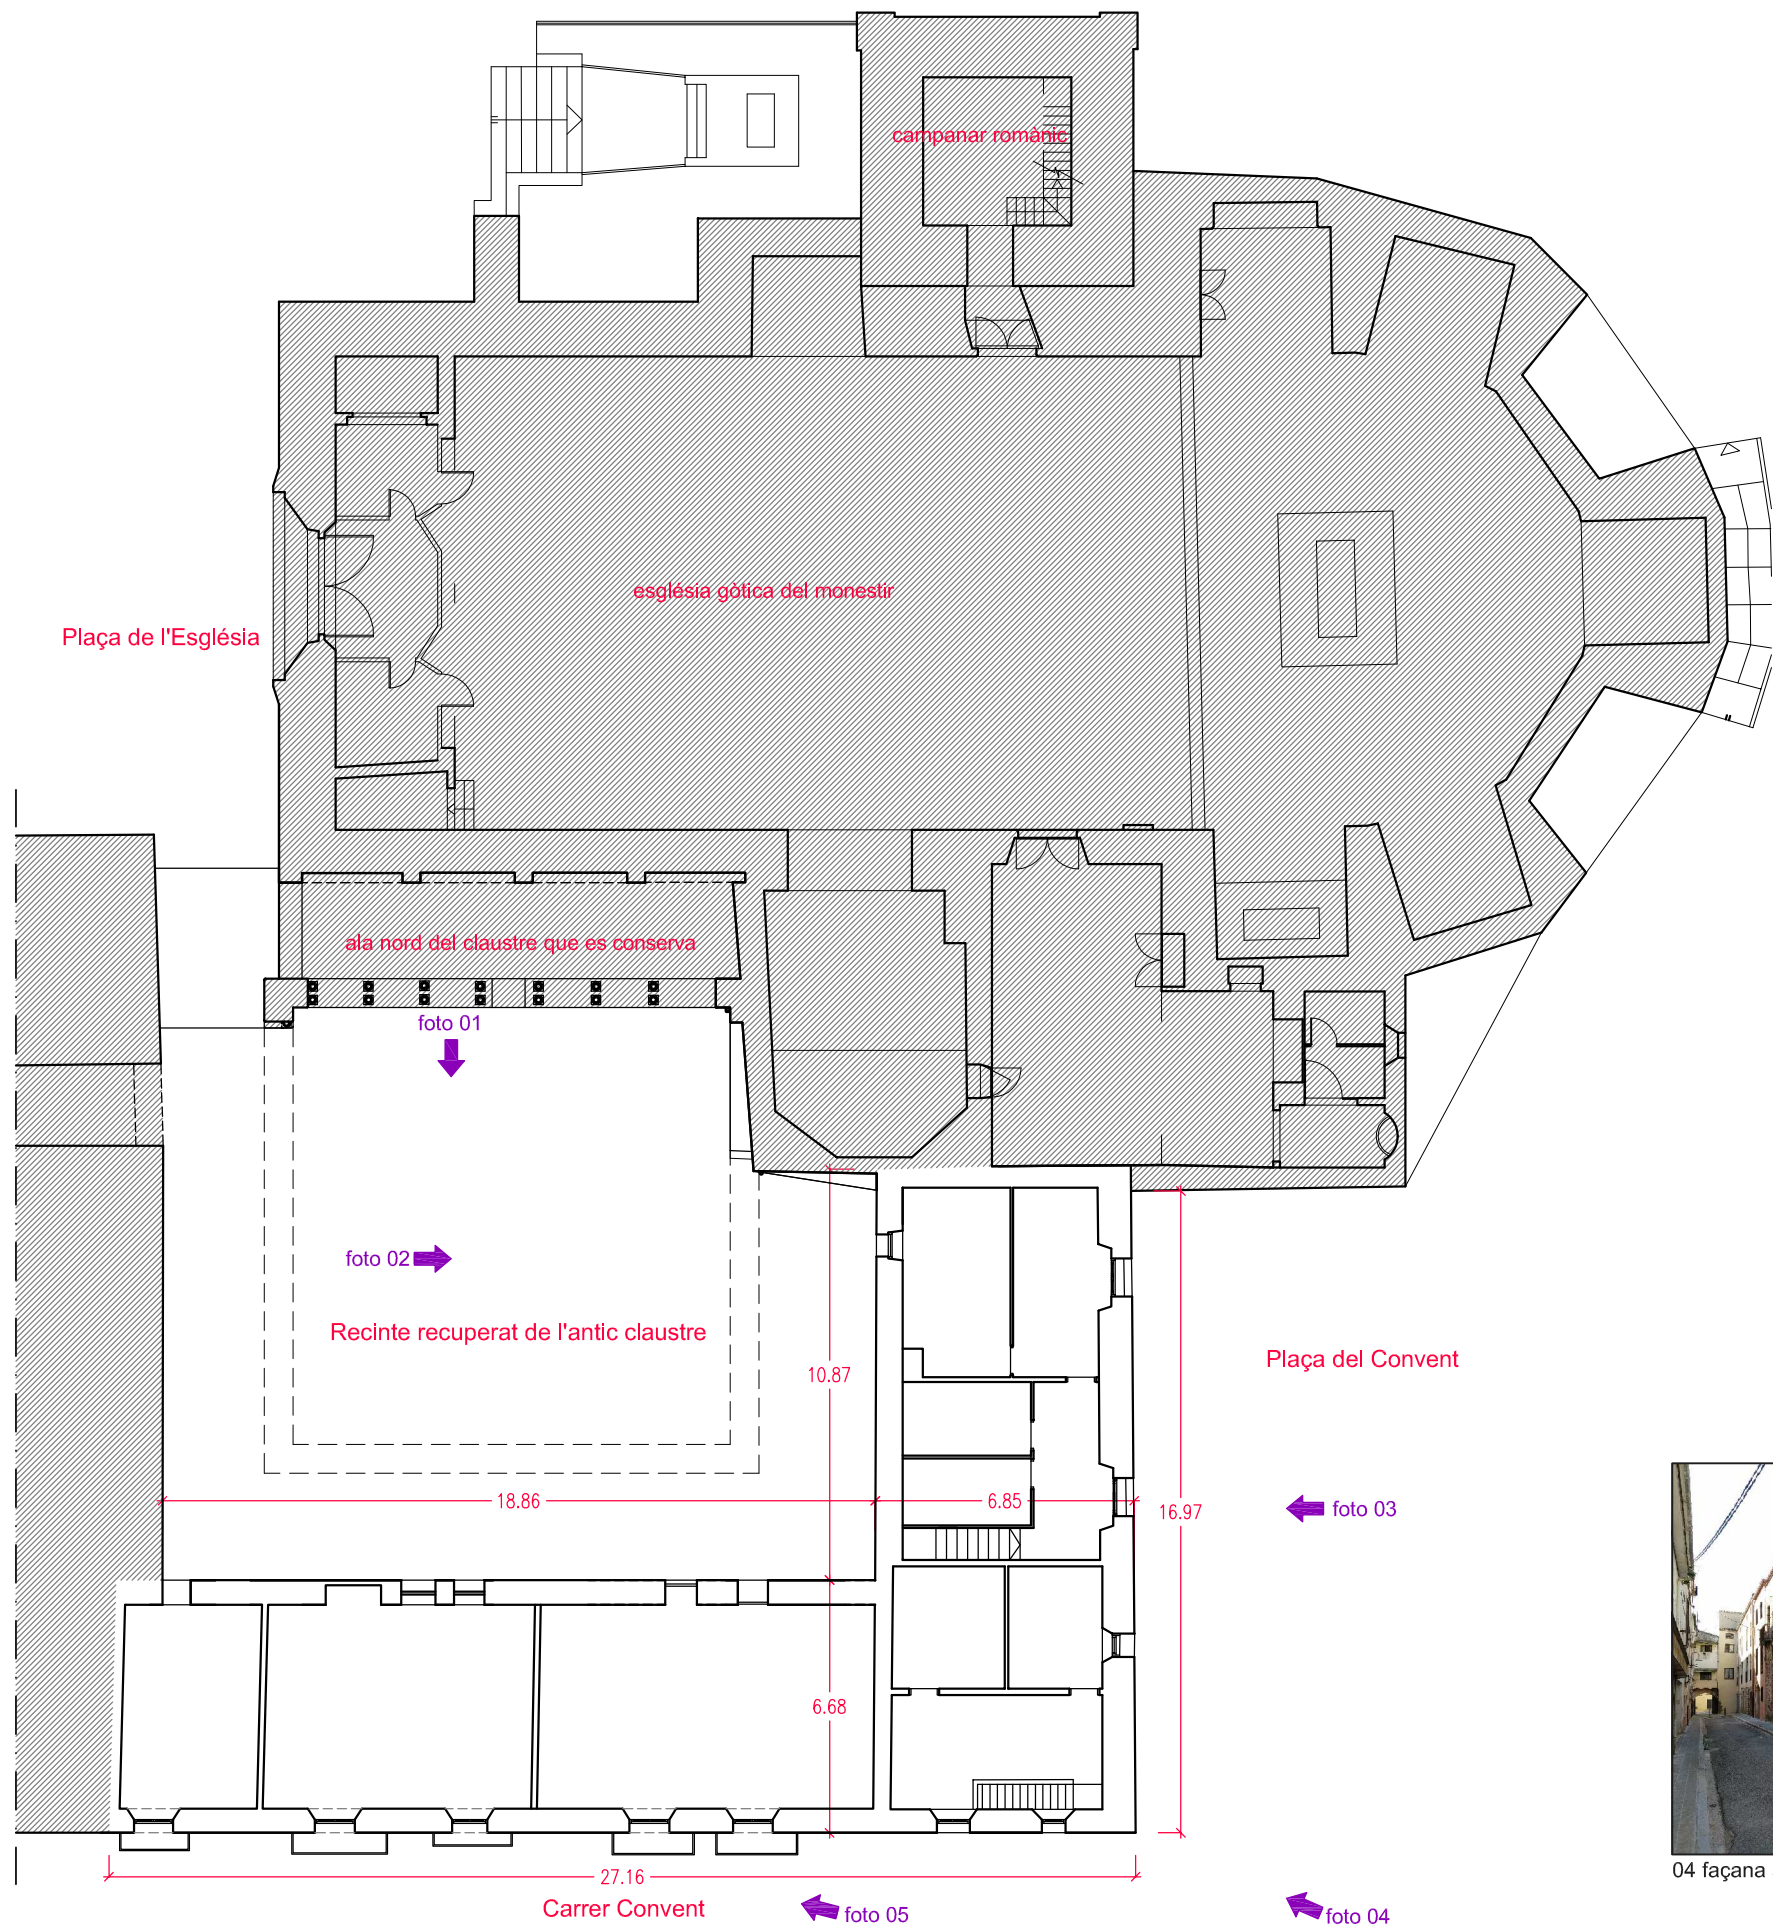 campanar romànic
església gòtica del monestir
Plaça de l'Església
ala nord del claustre que es conserva
foto 01
foto 02
Recinte recuperat de l'antic claustre
10.87
Plaça del Convent
18.86
6.85
16.97
foto 03
6.68
04 façana
27.16
Carrer Convent
foto 05
foto 04